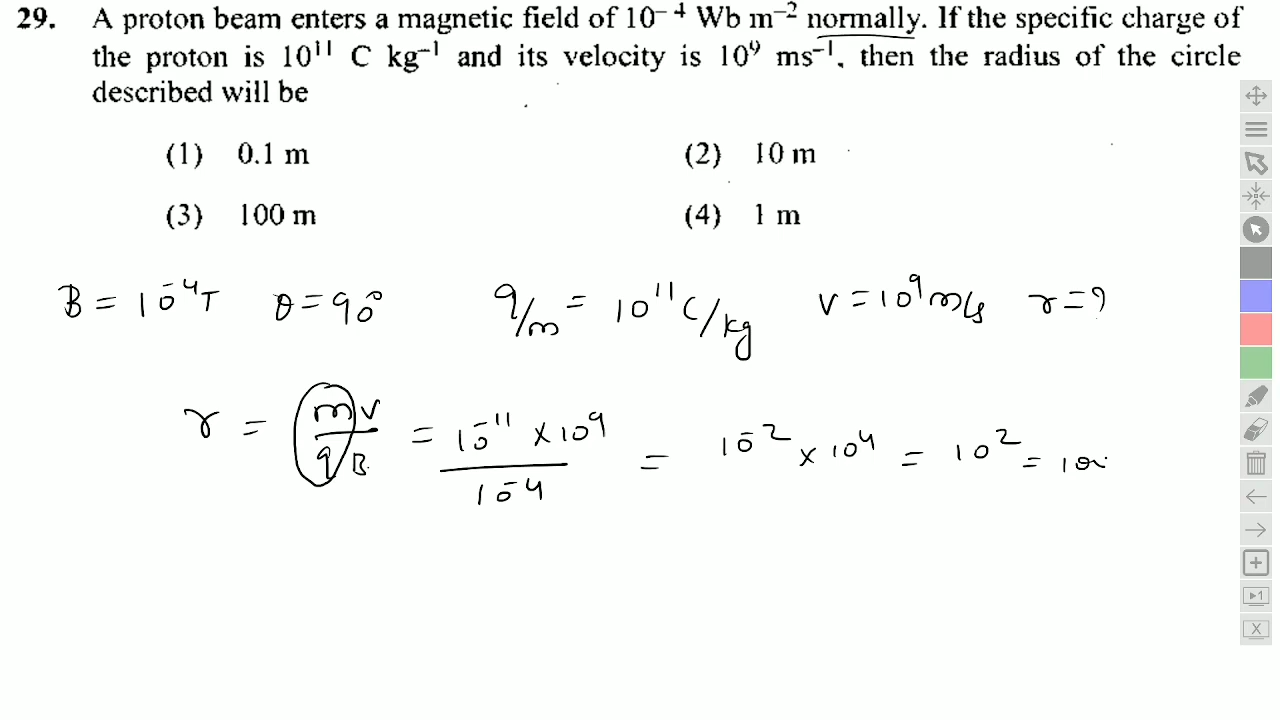 29. A proton beam enters a magnetic field of 10⁻⁴ Wb m⁻² normally. If the specific charge of
the proton is 10¹¹ C kg⁻¹ and its velocity is 10⁹ ms⁻¹, then the radius of the circle
described will be
(1) 0.1 m (2) 10 m
(3) 100 m (4) 1 m
B = 10⁻⁴T θ = 90° q/m = 10¹¹ C/kg v = 10⁹ m/s r = ?
r = mv/qB = 10⁻¹¹ × 10⁹ / 10⁻⁴ = 10⁻² × 10⁴ = 10² = 100